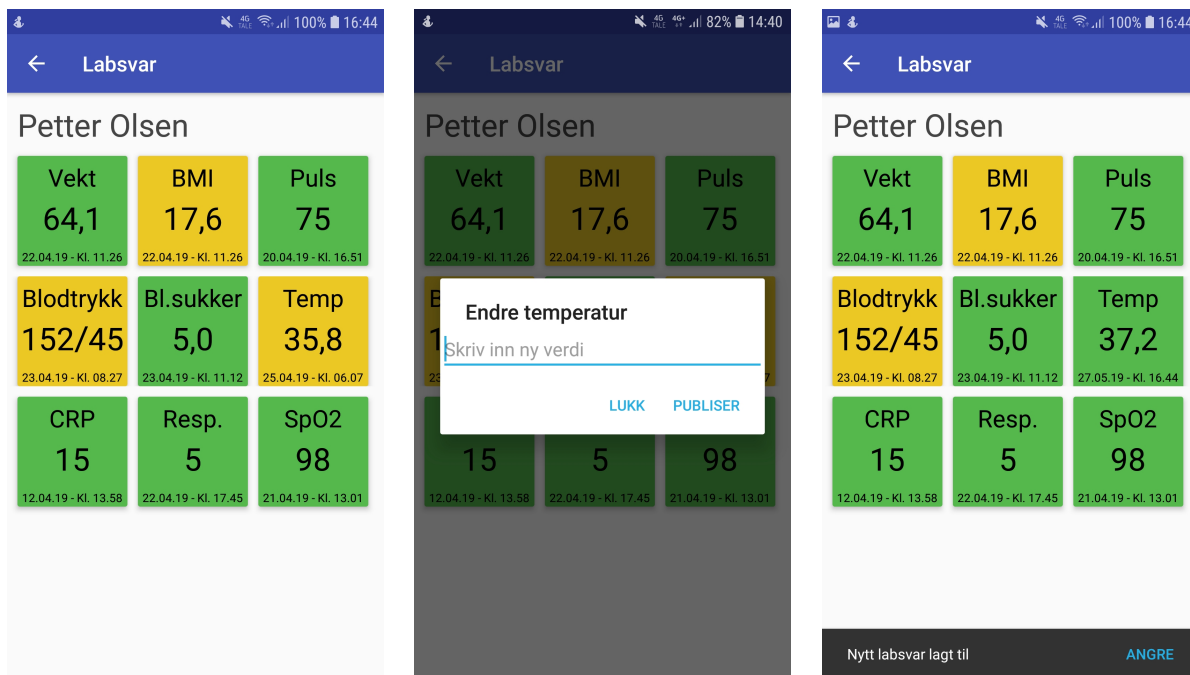 4G TALE 100% 16:44
Labsvar
Petter Olsen
Vekt BMI Puls
64,1 17,6 75
22.04.19 - Kl. 11.26 22.04.19 - Kl. 11.26 20.04.19 - Kl. 16.51
Blodtrykk Bl.sukker Temp
152/45 5,0 35,8
23.04.19 - Kl. 08.27 23.04.19 - Kl. 11.12 25.04.19 - Kl. 06.07
CRP Resp. SpO2
15 5 98
12.04.19 - Kl. 13.58 22.04.19 - Kl. 17.45 21.04.19 - Kl. 13.01
4G TALE 4G+ 82% 14:40
Labsvar
Petter Olsen
Vekt BMI Puls
64,1 17,6 75
22.04.19 - Kl. 11.26 22.04.19 - Kl. 11.26 20.04.19 - Kl. 16.51
B
1
23 7
Endre temperatur
Skriv inn ny verdi
LUKK PUBLISER
15 5 98
12.04.19 - Kl. 13.58 22.04.19 - Kl. 17.45 21.04.19 - Kl. 13.01
4G TALE 100% 16:44
Labsvar
Petter Olsen
Vekt BMI Puls
64,1 17,6 75
22.04.19 - Kl. 11.26 22.04.19 - Kl. 11.26 20.04.19 - Kl. 16.51
Blodtrykk Bl.sukker Temp
152/45 5,0 37,2
23.04.19 - Kl. 08.27 23.04.19 - Kl. 11.12 27.05.19 - Kl. 16.44
CRP Resp. SpO2
15 5 98
12.04.19 - Kl. 13.58 22.04.19 - Kl. 17.45 21.04.19 - Kl. 13.01
Nytt labsvar lagt til ANGRE